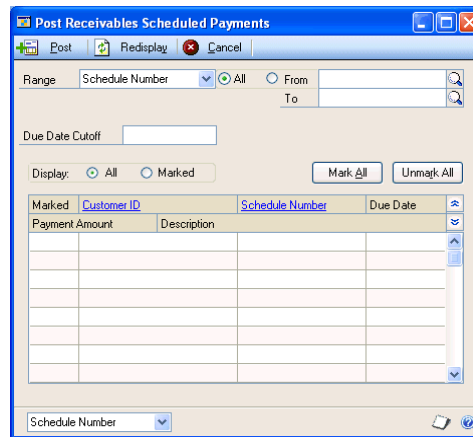 Post Receivables Scheduled Payments
Post Redisplay Cancel
Range Schedule Number All From
To
Due Date Cutoff
Display: All Marked Mark All Unmark All
Marked Customer ID Schedule Number Due Date
Payment Amount Description
Schedule Number